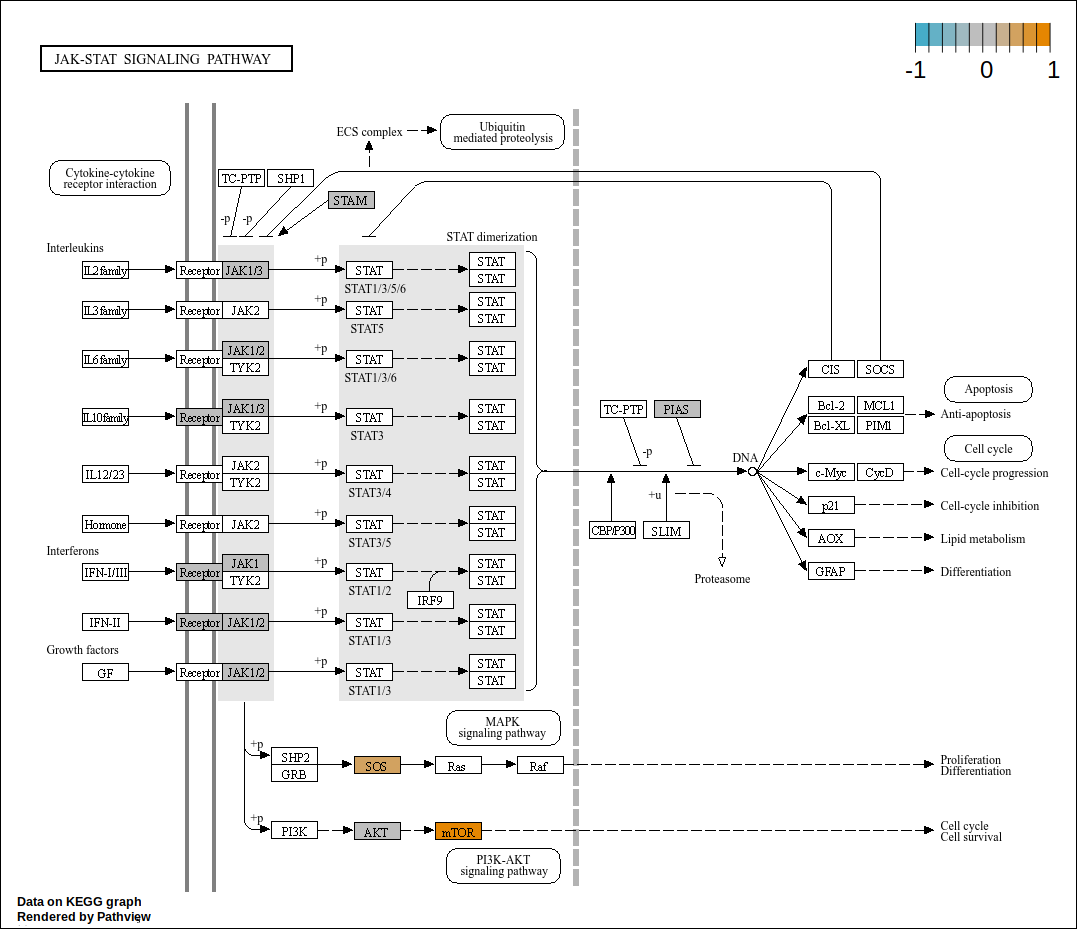 JAK-STAT SIGNALING PATHWAY
-1 0 1
ECS complex
Ubiquitin
mediated proteolysis
Cytokine-cytokine
receptor interaction
TC-PTP
SHP1
STAM
-p
-p
Interleukins
STAT dimerization
IL2family
Receptor
JAK1/3
+p
STAT
STAT1/3/5/6
STAT
STAT
IL3family
Receptor
JAK2
+p
STAT
STAT5
STAT
STAT
IL6family
Receptor
JAK1/2
TYK2
+p
STAT
STAT1/3/6
STAT
STAT
IL10family
Receptor
JAK1/3
TYK2
+p
STAT
STAT3
STAT
STAT
IL12/23
Receptor
JAK2
TYK2
+p
STAT
STAT3/4
STAT
STAT
Hormone
Receptor
JAK2
+p
STAT
STAT3/5
STAT
STAT
Interferons
IFN-I/III
Receptor
JAK1
TYK2
+p
STAT
STAT1/2
IRF9
STAT
STAT
IFN-II
Receptor
JAK1/2
+p
STAT
STAT1/3
STAT
STAT
Growth factors
GF
Receptor
JAK1/2
+p
STAT
STAT1/3
STAT
STAT
TC-PTP
PIAS
-p
+u
CBP/P300
SLIM
Proteasome
DNA
CIS
SOCS
Bcl-2
MCL1
Bcl-XL
PIM1
c-Myc
CycD
p21
AOX
GFAP
Apoptosis
Anti-apoptosis
Cell cycle
Cell-cycle progression
Cell-cycle inhibition
Lipid metabolism
Differentiation
MAPK
signaling pathway
+p
SHP2
GRB
SOS
Ras
Raf
Proliferation
Differentiation
+p
PI3K
AKT
mTOR
Cell cycle
Cell survival
PI3K-AKT
signaling pathway
Data on KEGG graph
Rendered by Pathview